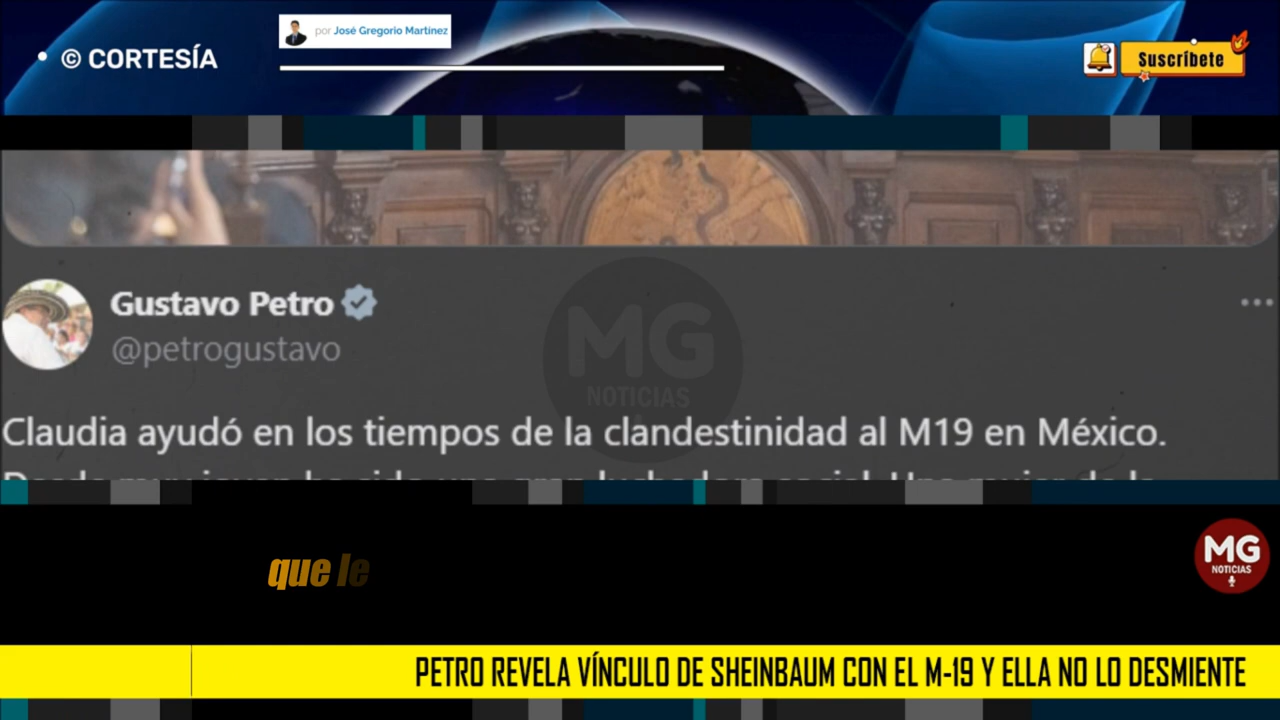 © CORTESÍA
por José Gregorio Martínez
Suscríbete
Gustavo Petro
@petrogustavo
MG
NOTICIAS
Claudia ayudó en los tiempos de la clandestinidad al M19 en México.
que le
MG
NOTICIAS
PETRO REVELA VÍNCULO DE SHEINBAUM CON EL M-19 Y ELLA NO LO DESMIENTE